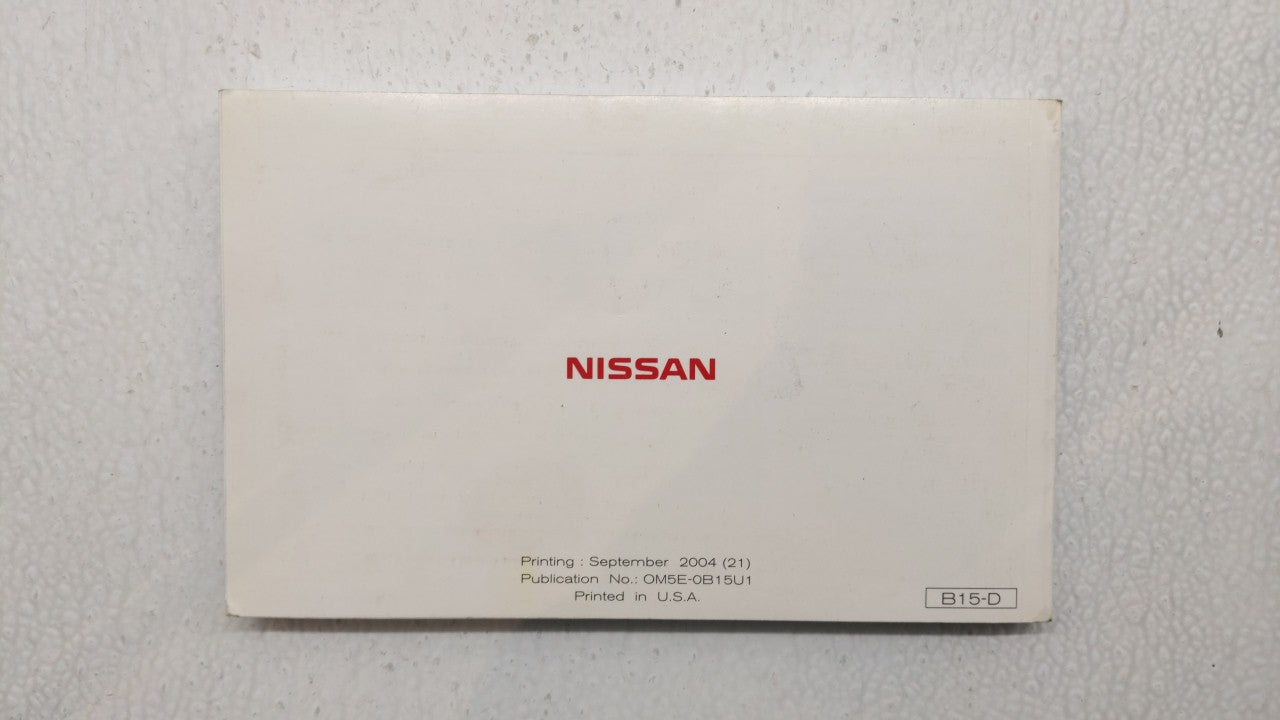 NISSAN
Printing : September 2004 (21)
Publication No.: OM5E-0B15U1
Printed in U.S.A.
B15-D